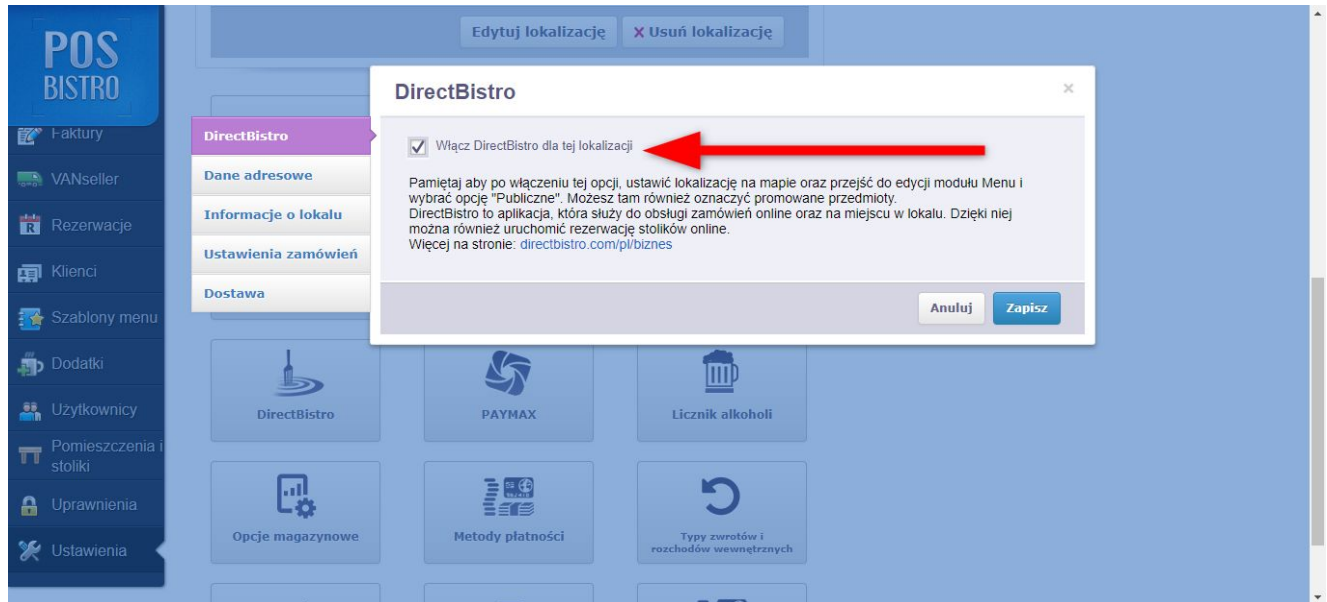 POS
BISTRO
Faktury
VANseller
R
Rezerwacje
Klienci
Szablony menu
Dodatki
Użytkownicy
Pomieszczenia i
stoliki
Uprawnienia
Ustawienia
Edytuj lokalizację
X Usuń lokalizację
DirectBistro
Dane adresowe
Informacje o lokalu
Ustawienia zamówień
Dostawa
DirectBistro
×
Włącz DirectBistro dla tej lokalizacji
Pamiętaj aby po włączeniu tej opcji, ustawić lokalizację na mapie oraz przejść do edycji modułu Menu i
wybrać opcję "Publiczne". Możesz tam również oznaczyć promowane przedmioty.
DirectBistro to aplikacja, która służy do obsługi zamówień online oraz na miejscu w lokalu. Dzięki niej
można również uruchomić rezerwację stolików online.
Więcej na stronie: directbistro.com/pl/biznes
Anuluj
Zapisz
DirectBistro
PAYMAX
Licznik alkoholi
Opcje magazynowe
Metody płatności
Typy zwrotów i
rozchodów wewnętrznych